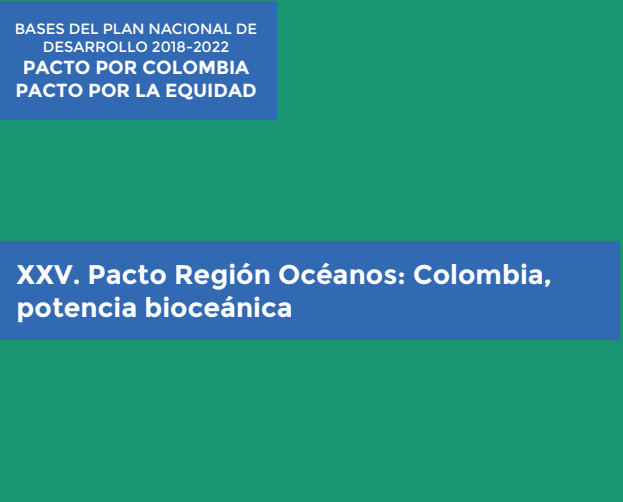 BASES DEL PLAN NACIONAL DE
DESARROLLO 2018-2022
PACTO POR COLOMBIA
PACTO POR LA EQUIDAD
XXV. Pacto Región Océanos: Colombia,
potencia bioceánica